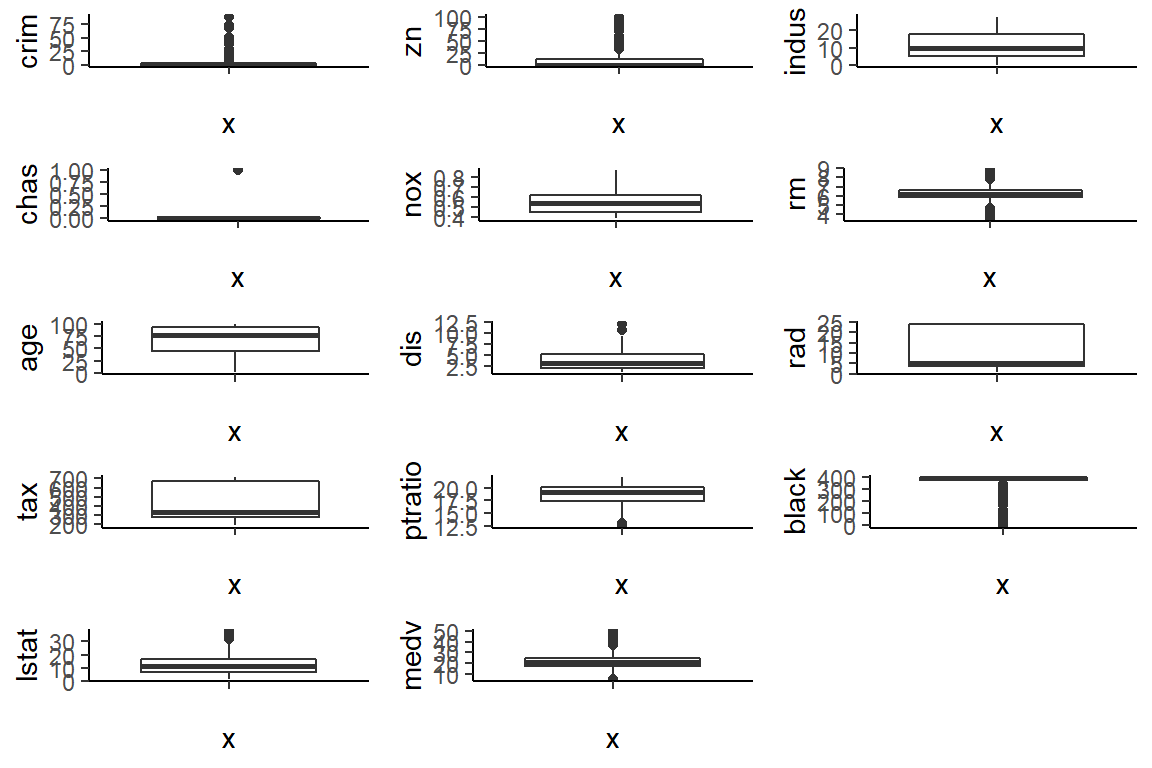 crim
75
50
25
0
x
zn
100
75
50
25
0
x
indus
20
10
0
x
chas
1.00
0.75
0.50
0.25
0.00
x
nox
0.8
0.7
0.6
0.5
0.4
x
rm
9
8
7
6
5
4
x
age
100
75
50
25
0
x
dis
12.5
10.0
7.5
5.0
2.5
x
rad
25
20
15
10
5
0
x
tax
700
600
500
400
300
200
x
ptratio
20.0
17.5
15.0
12.5
x
black
400
300
200
100
0
x
lstat
30
20
10
0
x
medv
50
40
30
20
10
x